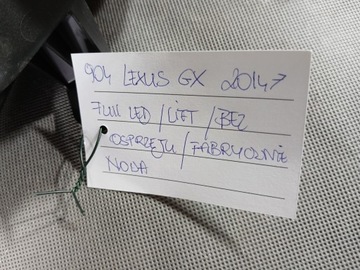 904 LEXUS GX 2014→
FUll LED / LIFT / BEZ
OSPRZĘTU / FABRYCZNIE
NOWA